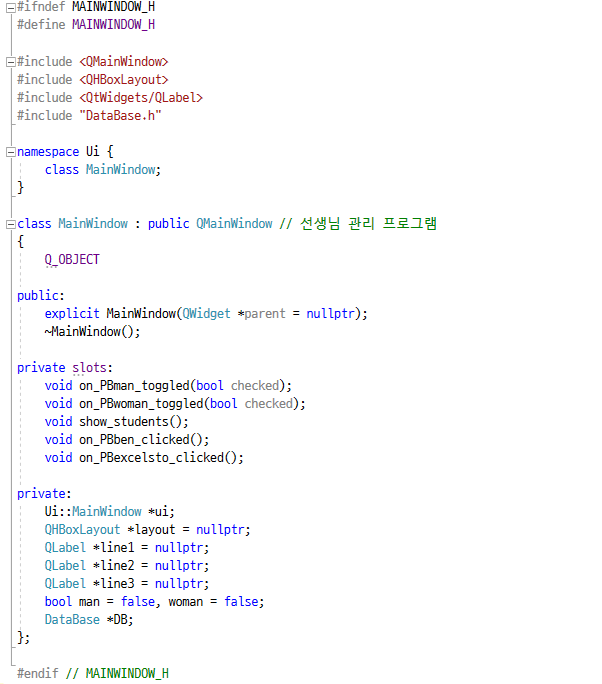 #ifndef MAINWINDOW_H
#define MAINWINDOW_H
#include <QMainWindow>
#include <QHBoxLayout>
#include <QtWidgets/QLabel>
#include "DataBase.h"
namespace Ui {
class MainWindow;
}
class MainWindow : public QMainWindow // 선생님 관리 프로그램
{
Q_OBJECT
public:
explicit MainWindow(QWidget *parent = nullptr);
~MainWindow();
private slots:
void on_PBman_toggled(bool checked);
void on_PBwoman_toggled(bool checked);
void show_students();
void on_PBben_clicked();
void on_PBexcelsto_clicked();
private:
Ui::MainWindow *ui;
QHBoxLayout *layout = nullptr;
QLabel *line1 = nullptr;
QLabel *line2 = nullptr;
QLabel *line3 = nullptr;
bool man = false, woman = false;
DataBase *DB;
};
#endif // MAINWINDOW_H